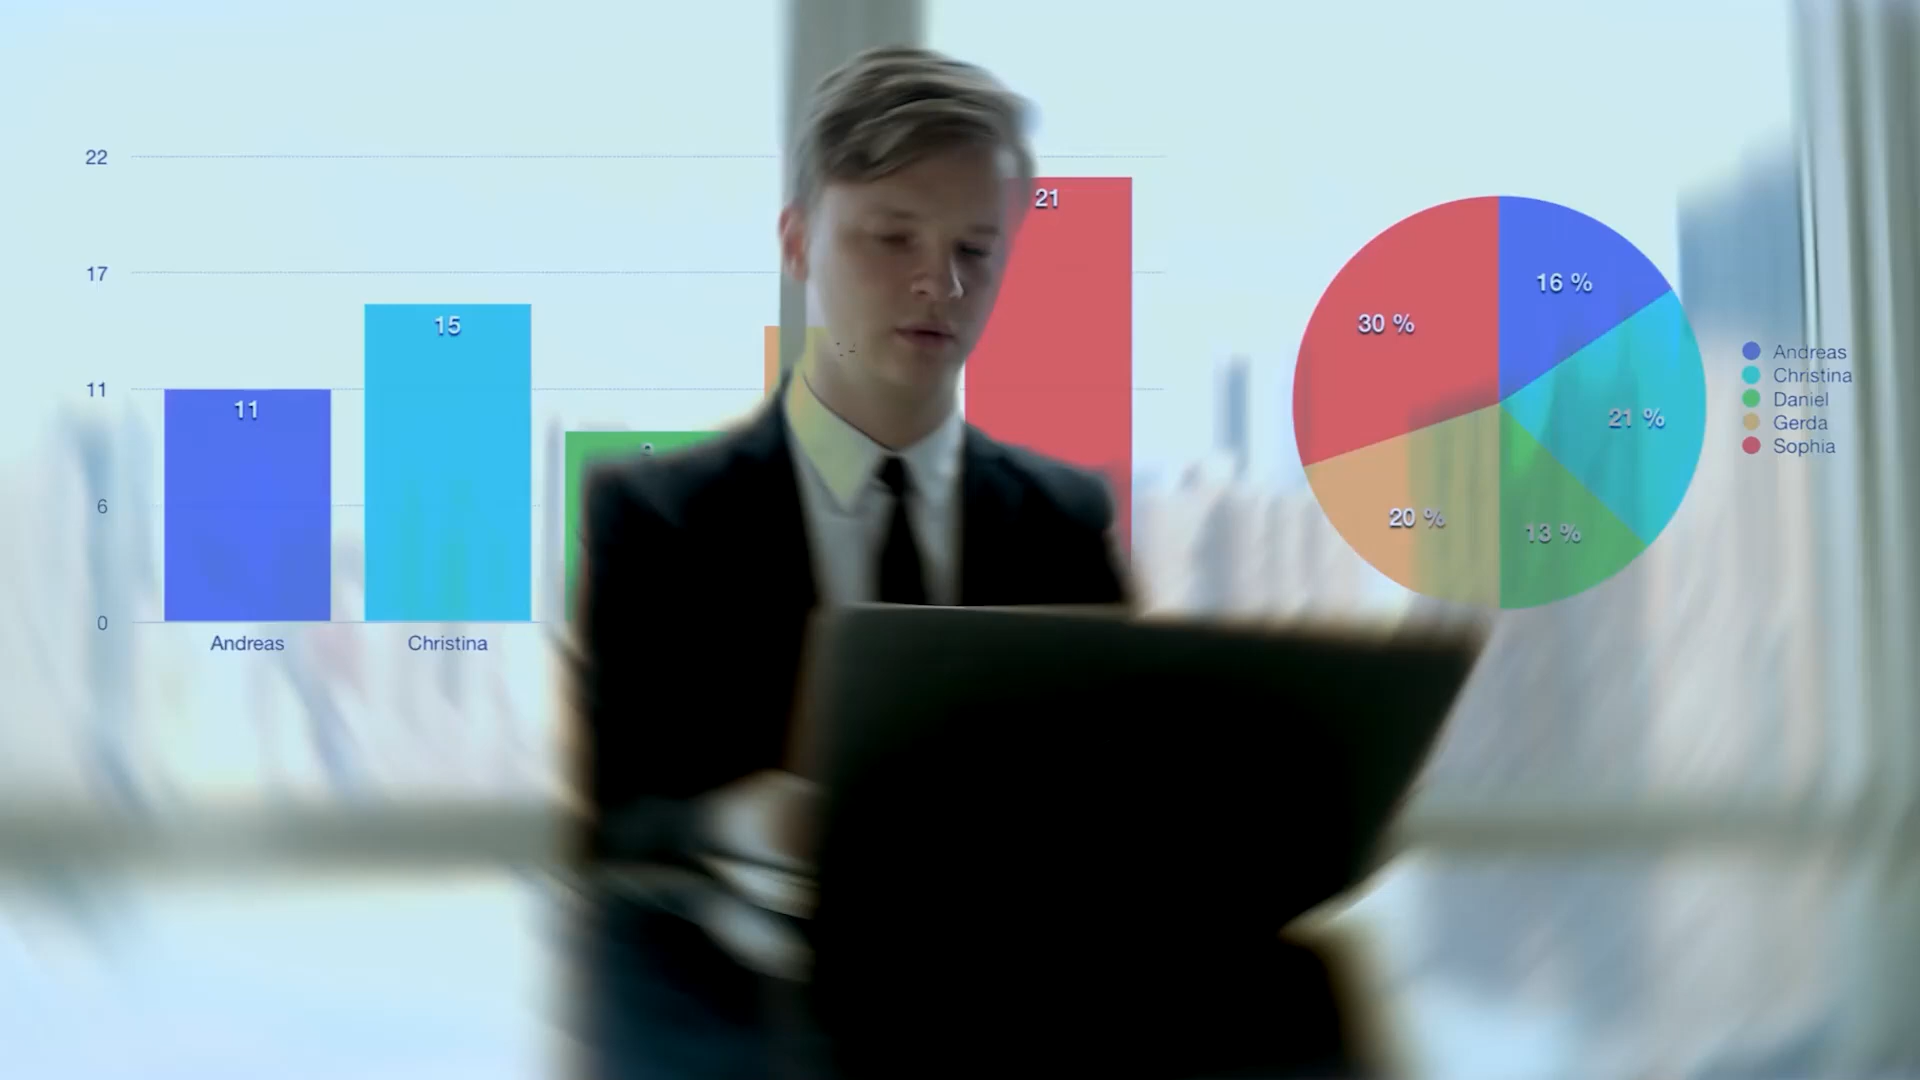 22
17
11
6
0
11
15
9
21
Andreas
Christina
16 %
21 %
13 %
20 %
30 %
Andreas
Christina
Daniel
Gerda
Sophia